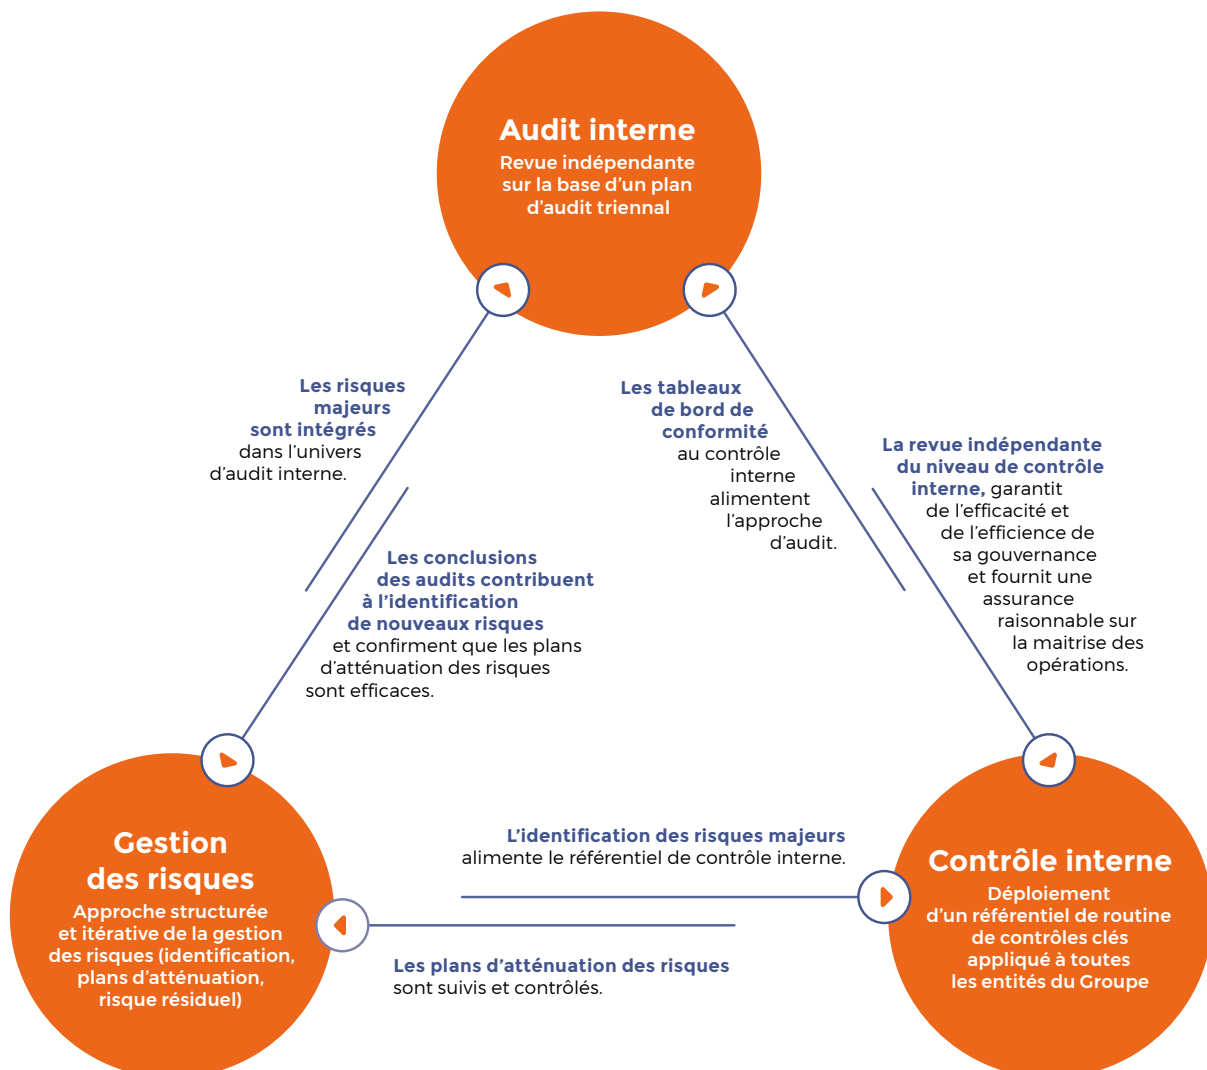 Audit interne
Revue indépendante
sur la base d’un plan
d’audit triennal
Les risques
majeurs
sont intégrés
dans l’univers
d’audit interne.
Les conclusions
des audits contribuent
à l’identification
de nouveaux risques
et confirment que les plans
d’atténuation des risques
sont efficaces.
Les tableaux
de bord de
conformité
au contrôle
interne
alimentent
l’approche
d’audit.
La revue indépendante
du niveau de contrôle
interne, garantit
de l’efficacité et
de l’efficience de
sa gouvernance
et fournit une
assurance
raisonnable sur
la maitrise des
opérations.
Gestion
des risques
Approche structurée
et itérative de la gestion
des risques (identification,
plans d’atténuation,
risque résiduel)
L’identification des risques majeurs
alimente le référentiel de contrôle interne.
Les plans d’atténuation des risques
sont suivis et contrôlés.
Contrôle interne
Déploiement
d’un référentiel de routine
de contrôles clés
appliqué à toutes
les entités du Groupe